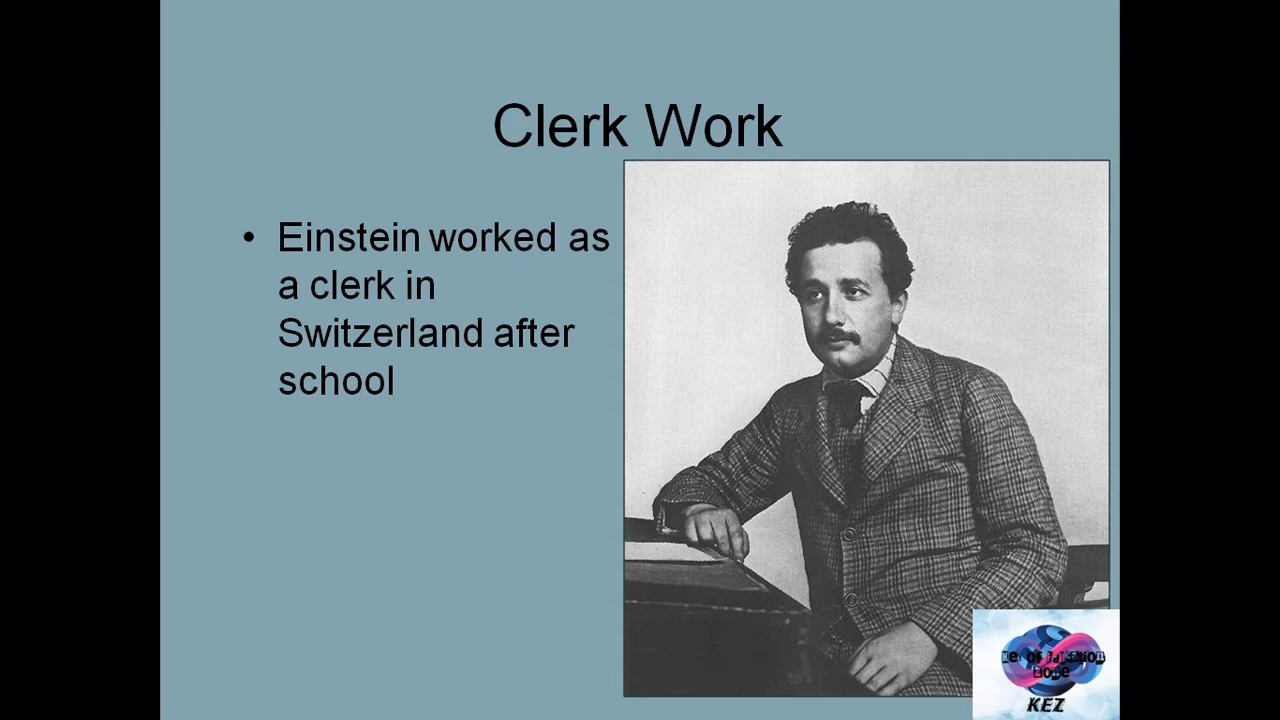 Clerk Work
• Einstein worked as
a clerk in
Switzerland after
school
KEZ